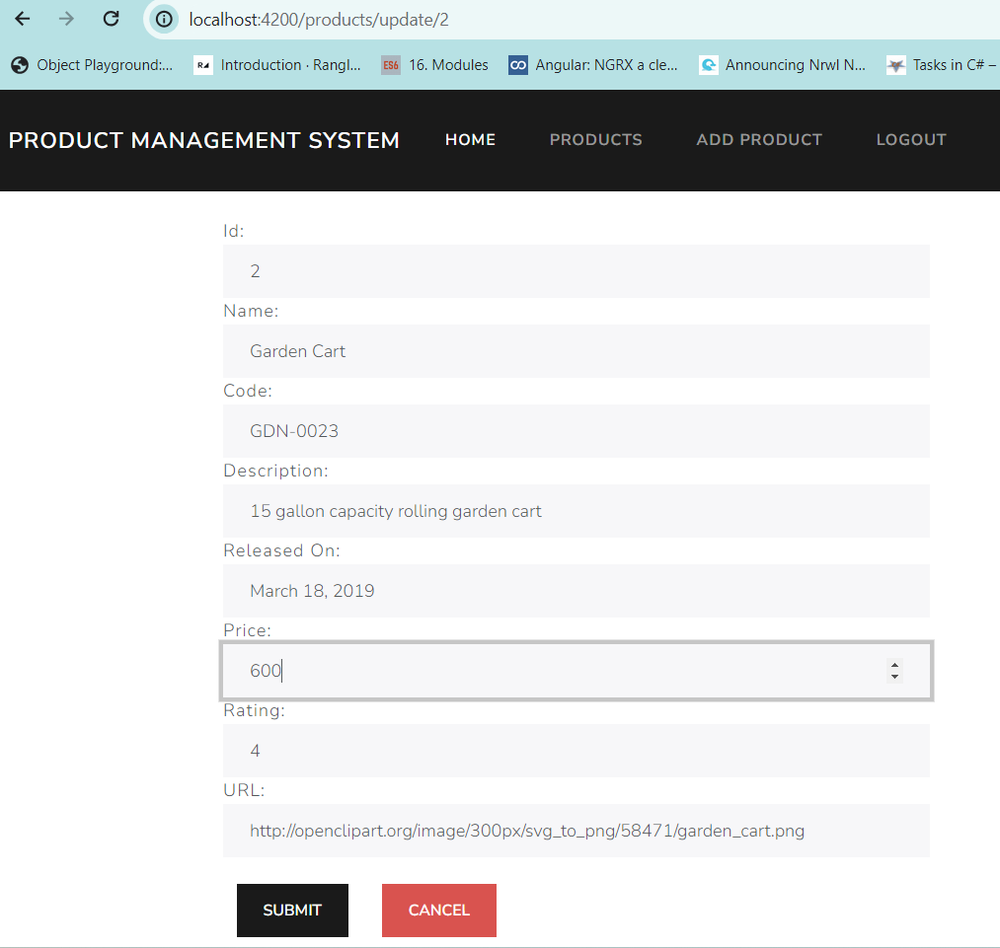 localhost:4200/products/update/2
Object Playground:... R Introduction · Rangl... ES6 16. Modules Angular: NGRX a cle... Announcing Nrwl N... Tasks in C# –
PRODUCT MANAGEMENT SYSTEM HOME PRODUCTS ADD PRODUCT LOGOUT
Id:
2
Name:
Garden Cart
Code:
GDN-0023
Description:
15 gallon capacity rolling garden cart
Released On:
March 18, 2019
Price:
600
Rating:
4
URL:
http://openclipart.org/image/300px/svg_to_png/58471/garden_cart.png
SUBMIT CANCEL